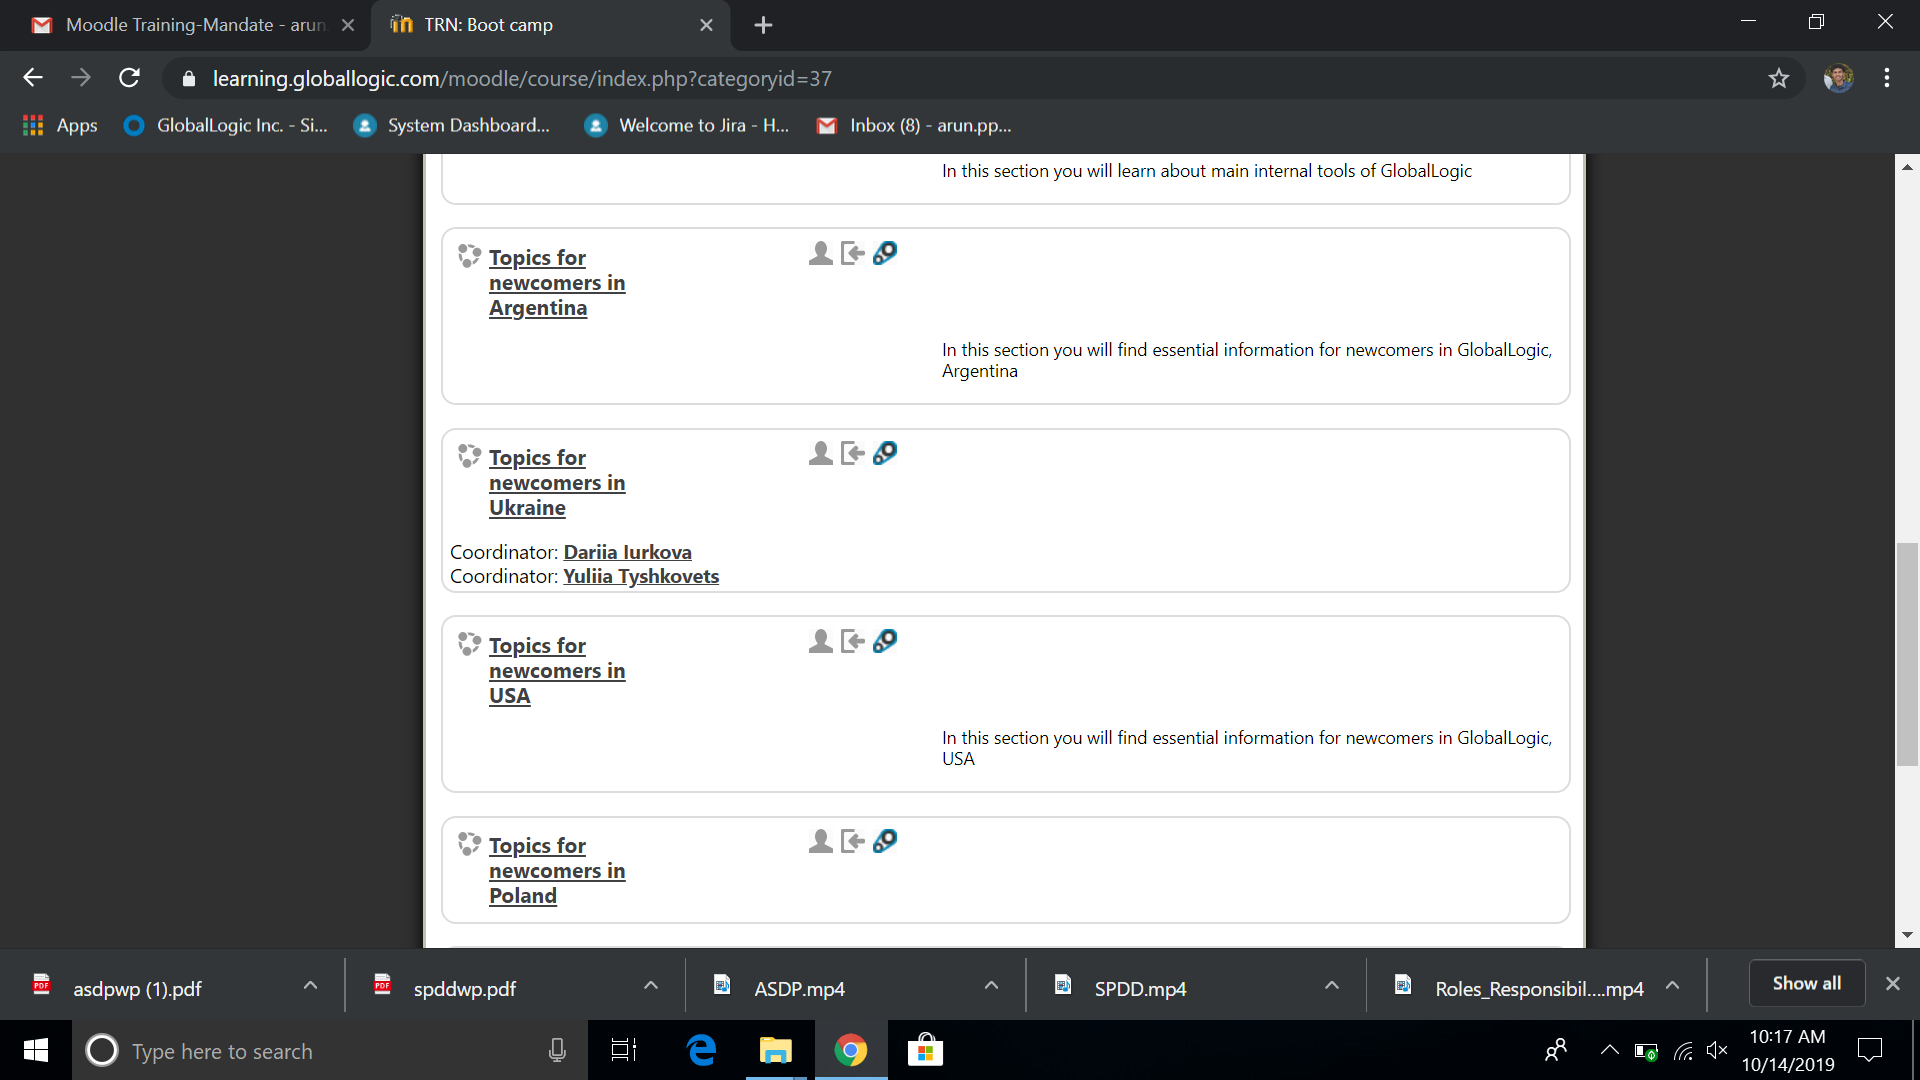 Moodle Training-Mandate - arun
TRN: Boot camp
learning.globallogic.com/moodle/course/index.php?categoryid=37
Apps
GlobalLogic Inc. - Si...
System Dashboard...
Welcome to Jira - H...
Inbox (8) - arun.pp...
In this section you will learn about main internal tools of GlobalLogic
Topics for
newcomers in
Argentina
In this section you will find essential information for newcomers in GlobalLogic,
Argentina
Topics for
newcomers in
Ukraine
Coordinator: Dariia Iurkova
Coordinator: Yuliia Tyshkovets
Topics for
newcomers in
USA
In this section you will find essential information for newcomers in GlobalLogic,
USA
Topics for
newcomers in
Poland
PDF
asdpwp (1).pdf
PDF
spddwp.pdf
ASDP.mp4
SPDD.mp4
Roles_Responsibil....mp4
Show all
Type here to search
10:17 AM
10/14/2019